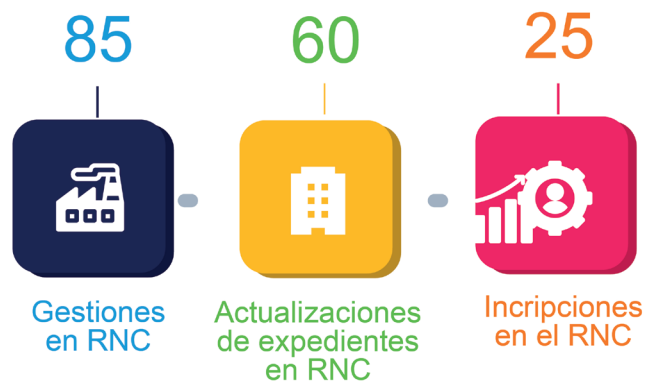 85
60
25
Gestiones
en RNC
Actualizaciones
de expedientes
en RNC
Incripciones
en el RNC